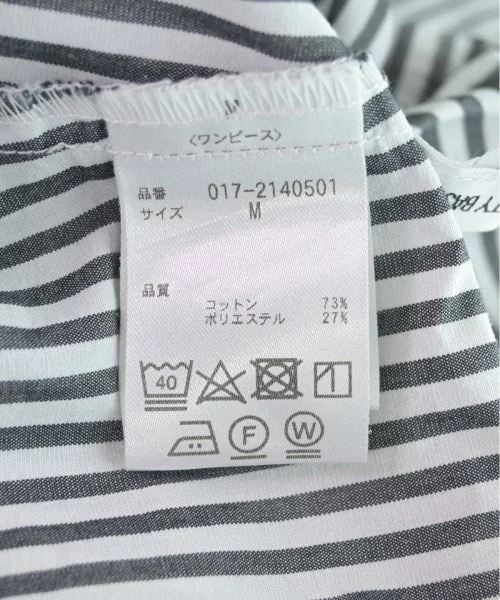 M
〈ワンピース〉
品番 017-2140501
サイズ M
品質
コットン 73%
ポリエステル 27%
40
F W